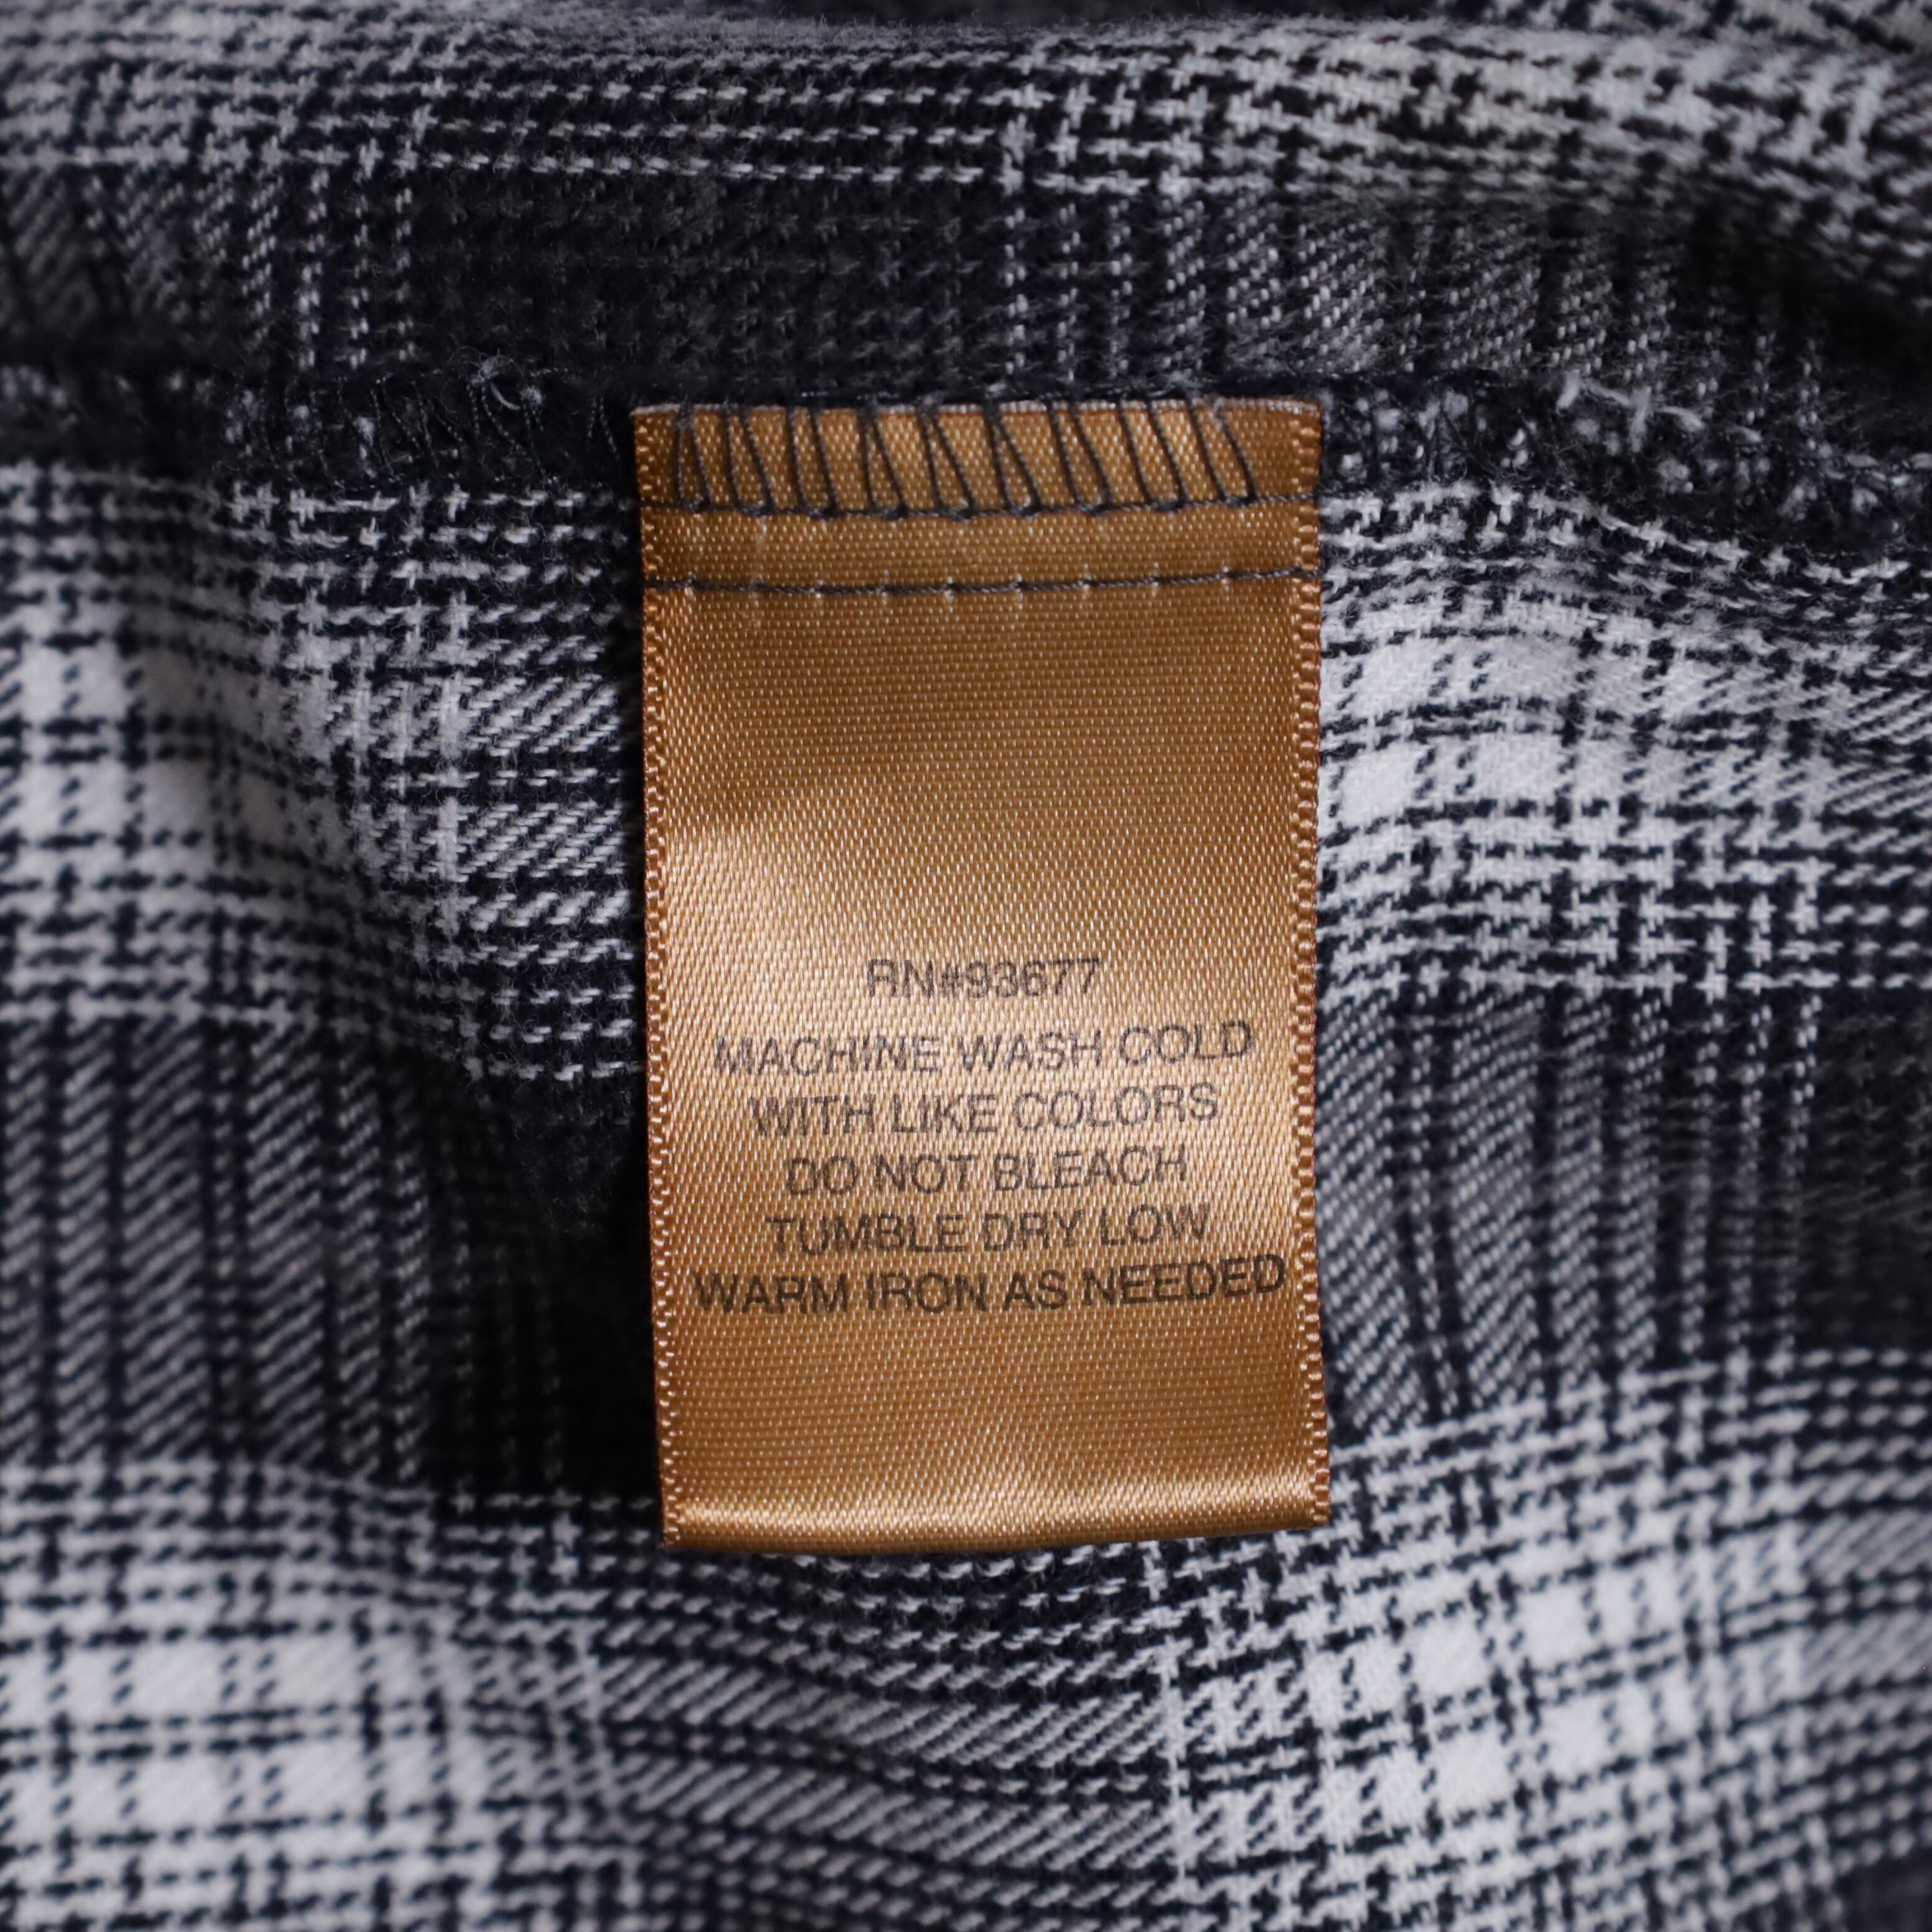 RN#93677
MACHINE WASH COLD
WITH LIKE COLORS
DO NOT BLEACH
TUMBLE DRY LOW
WARM IRON AS NEEDED